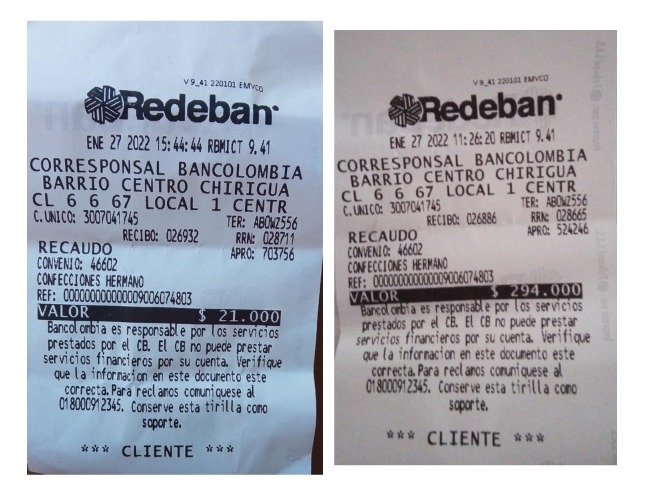 V 9_41 220101 EMVCO
Redeban
ENE 27 2022 15:44:44 RBMICT 9.41
CORRESPONSAL BANCOLOMBIA
BARRIO CENTRO CHIRIGUA
CL 6 6 67 LOCAL 1 CENTR
C.UNICO: 3007041745 TER: ABOWZ556
RECIBO: 026932 RRN: 028711
RECAUDO APRO: 703756
CONVENIO: 46602
CONFECCIONES HERMANO
REF: 00000000000009006074803
VALOR $ 21.000
Bancolombia es responsable por los servicios
prestados por el CB. El CB no puede prestar
servicios financieros por su cuenta. Verifique
que la informacion en este documento este
correcta. Para reclamos comuniquese al
018000912345. Conserve esta tirilla como
soporte.
*** CLIENTE ***
V 9_41 220101 EMVCO
Redeban
ENE 27 2022 11:26:20 RBMICT 9.41
CORRESPONSAL BANCOLOMBIA
BARRIO CENTRO CHIRIGUA
CL 6 6 67 LOCAL 1 CENTR
C.UNICO: 3007041745 TER: ABOWZ556
RECIBO: 026886 RRN: 028665
RECAUDO APRO: 524246
CONVENIO: 46602
CONFECCIONES HERMANO
REF: 00000000000009006074803
VALOR $ 294.000
Bancolombia es responsable por los servicios
prestados por el CB. El CB no puede prestar
servicios financieros por su cuenta. Verifique
que la informacion en este documento este
correcta. Para reclamos comuniquese al
018000912345. Conserve esta tirilla como
soporte.
*** CLIENTE ***